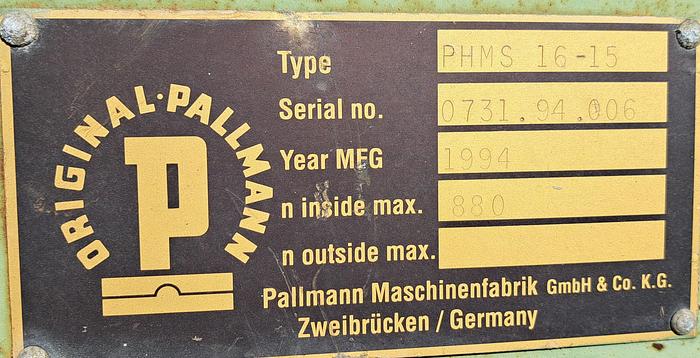 ORIGINAL·PALLMANN
P
Type PHMS 16-15
Serial no. 0731.94.006
Year MFG 1994
n inside max. 880
n outside max.
Pallmann Maschinenfabrik GmbH & Co. K.G.
Zweibrücken / Germany